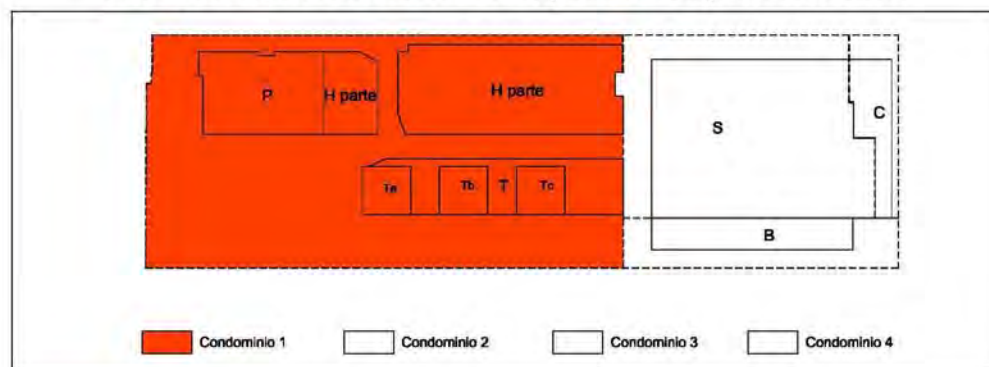 P
H parte
H parte
S
C
Ta
Tb
T
Tc
B
Condominio 1
Condominio 2
Condominio 3
Condominio 4